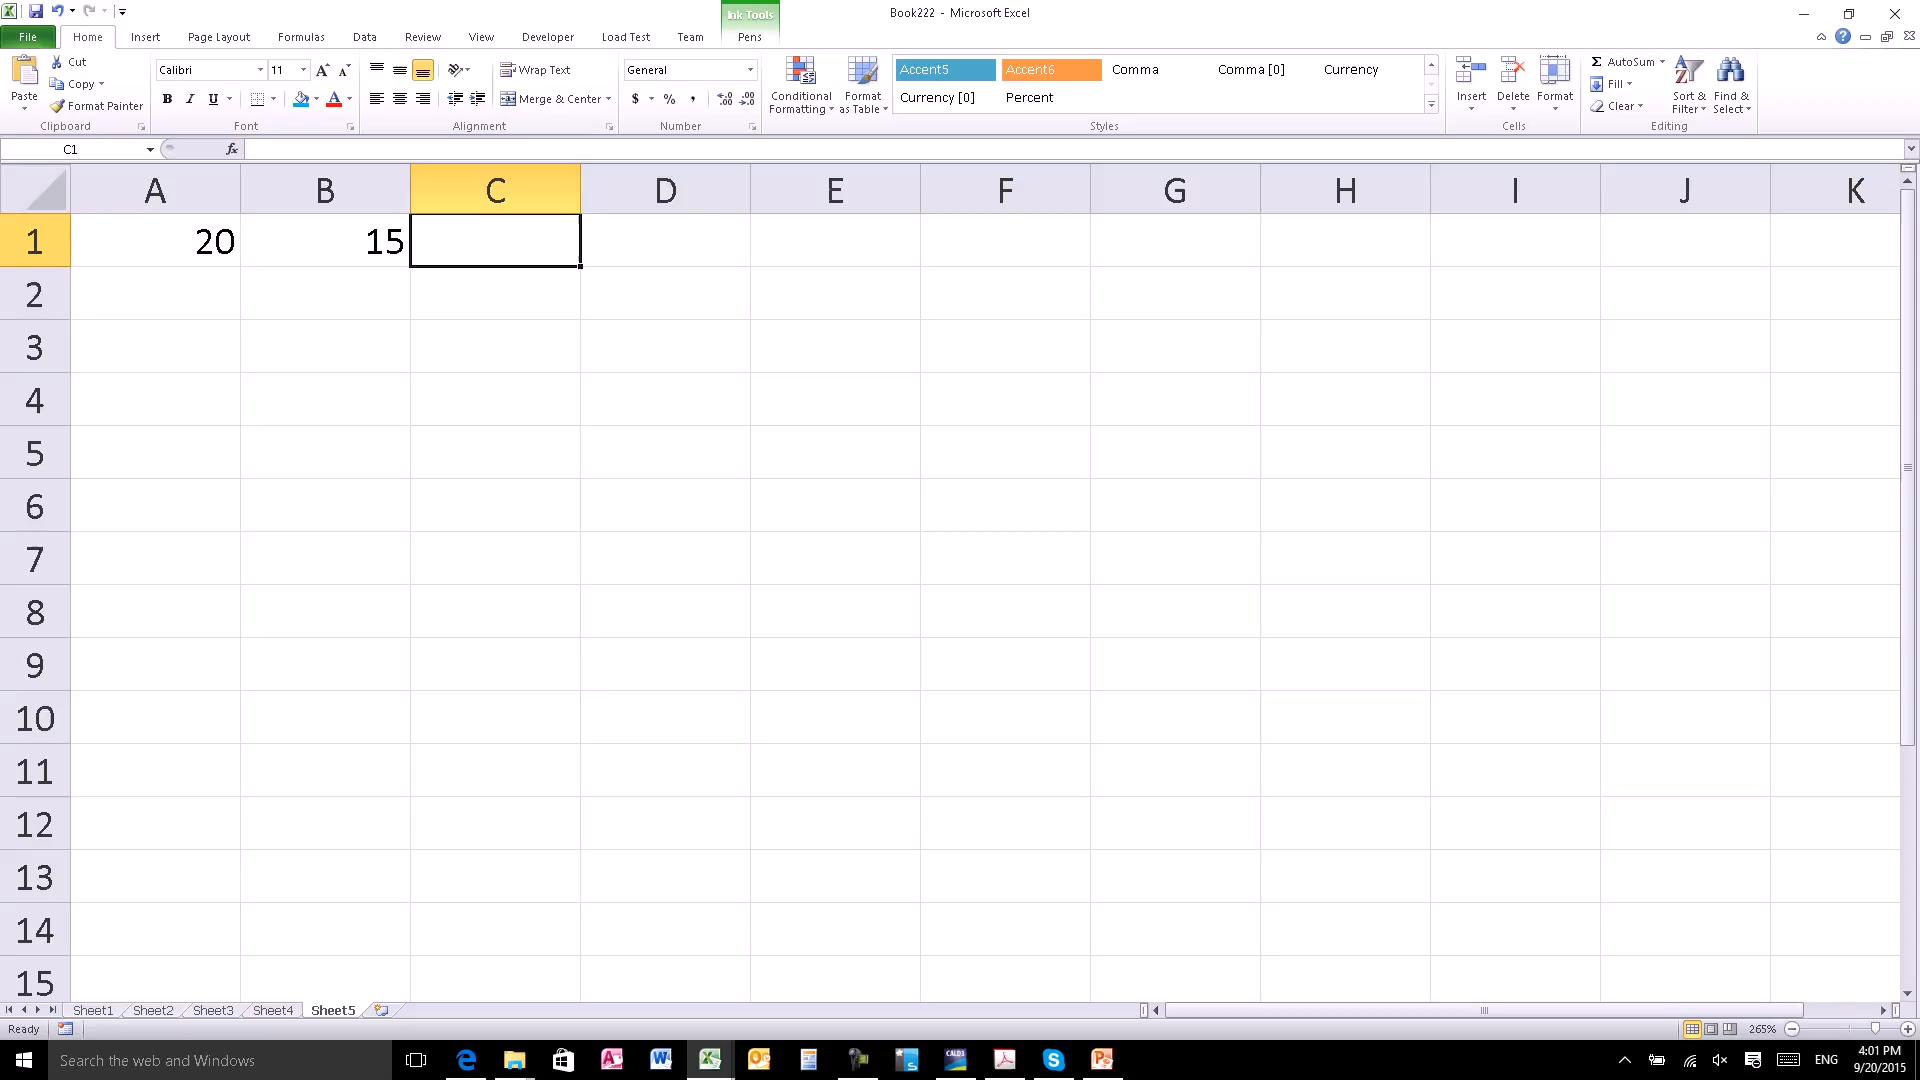 Book222 - Microsoft Excel
Ink Tools
File Home Insert Page Layout Formulas Data Review View Developer Load Test Team Pens
Paste
Cut
Copy
Format Painter
Clipboard
Calibri 11
B I U
Font
Wrap Text
Merge & Center
Alignment
General
$ % ,
Number
Conditional Formatting
Format as Table
Accent5 Accent6 Comma Comma [0] Currency
Currency [0] Percent
Styles
Insert Delete Format
Cells
Σ AutoSum
Fill
Clear
Sort & Filter
Find & Select
Editing
C1 fx
A B C D E F G H I J K
1 20 15
2
3
4
5
6
7
8
9
10
11
12
13
14
15
Sheet1 Sheet2 Sheet3 Sheet4 Sheet5
Ready 265%
Search the web and Windows
ENG
4:01 PM
9/20/2015